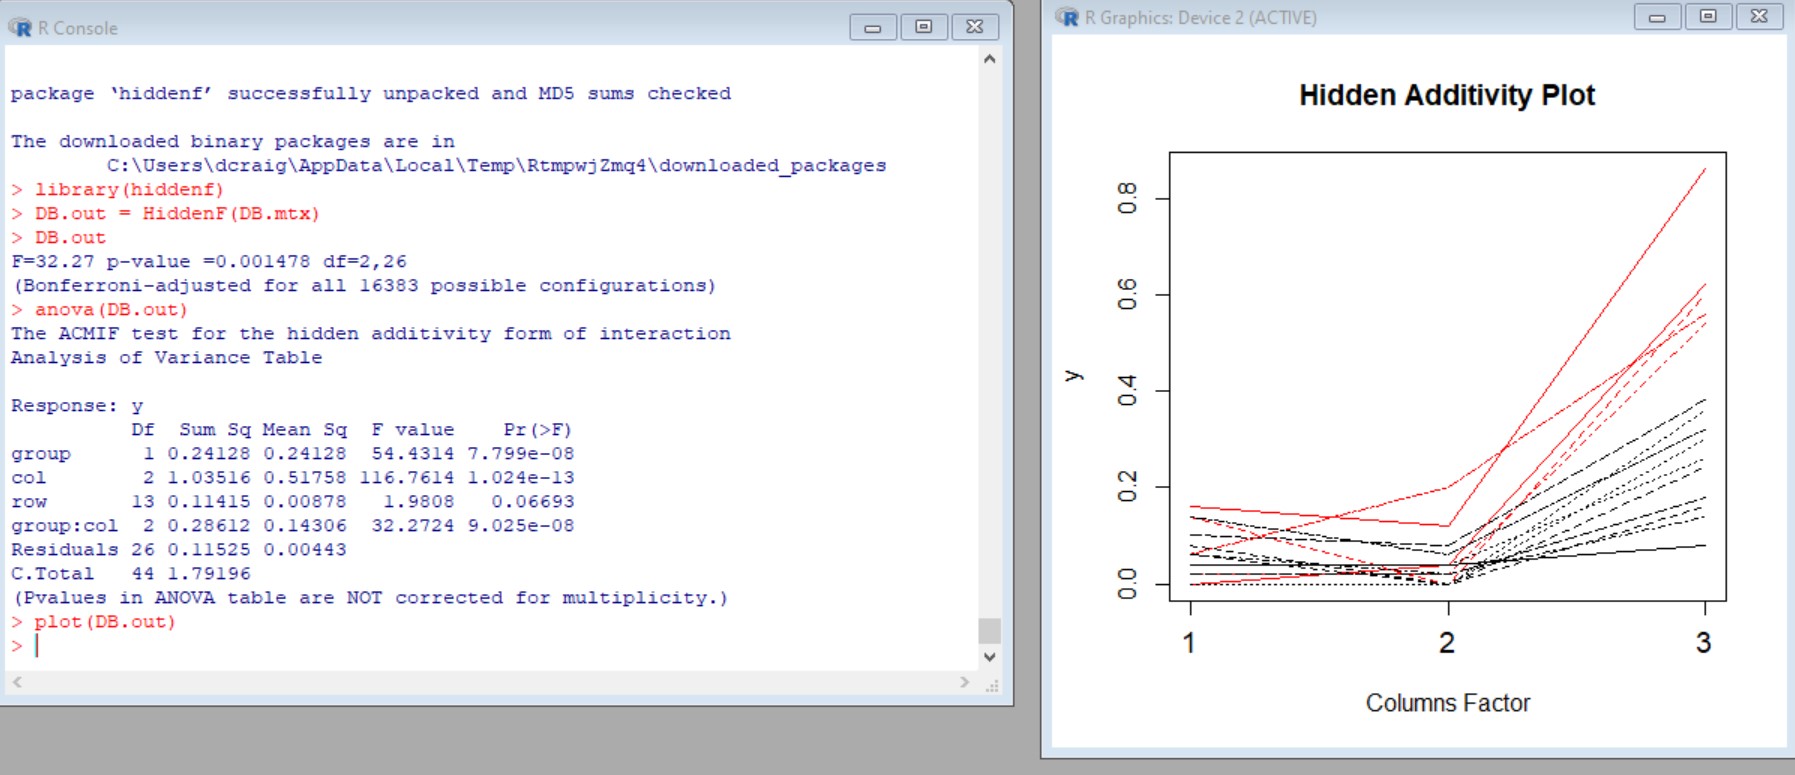 R Console
package ‘hiddenf’ successfully unpacked and MD5 sums checked
The downloaded binary packages are in
C:\Users\dcraig\AppData\Local\Temp\RtmpwjZmq4\downloaded_packages
> library(hiddenf)
> DB.out = HiddenF(DB.mtx)
> DB.out
F=32.27 p-value =0.001478 df=2,26
(Bonferroni-adjusted for all 16383 possible configurations)
> anova(DB.out)
The ACMIF test for the hidden additivity form of interaction
Analysis of Variance Table
Response: y
Df Sum Sq Mean Sq F value Pr(>F)
group 1 0.24128 0.24128 54.4314 7.799e-08
col 2 1.03516 0.51758 116.7614 1.024e-13
row 13 0.11415 0.00878 1.9808 0.06693
group:col 2 0.28612 0.14306 32.2724 9.025e-08
Residuals 26 0.11525 0.00443
C.Total 44 1.79196
(Pvalues in ANOVA table are NOT corrected for multiplicity.)
> plot(DB.out)
>
R Graphics: Device 2 (ACTIVE)
Hidden Additivity Plot
0.8
0.6
0.4
0.2
0.0
y
1 2 3
Columns Factor